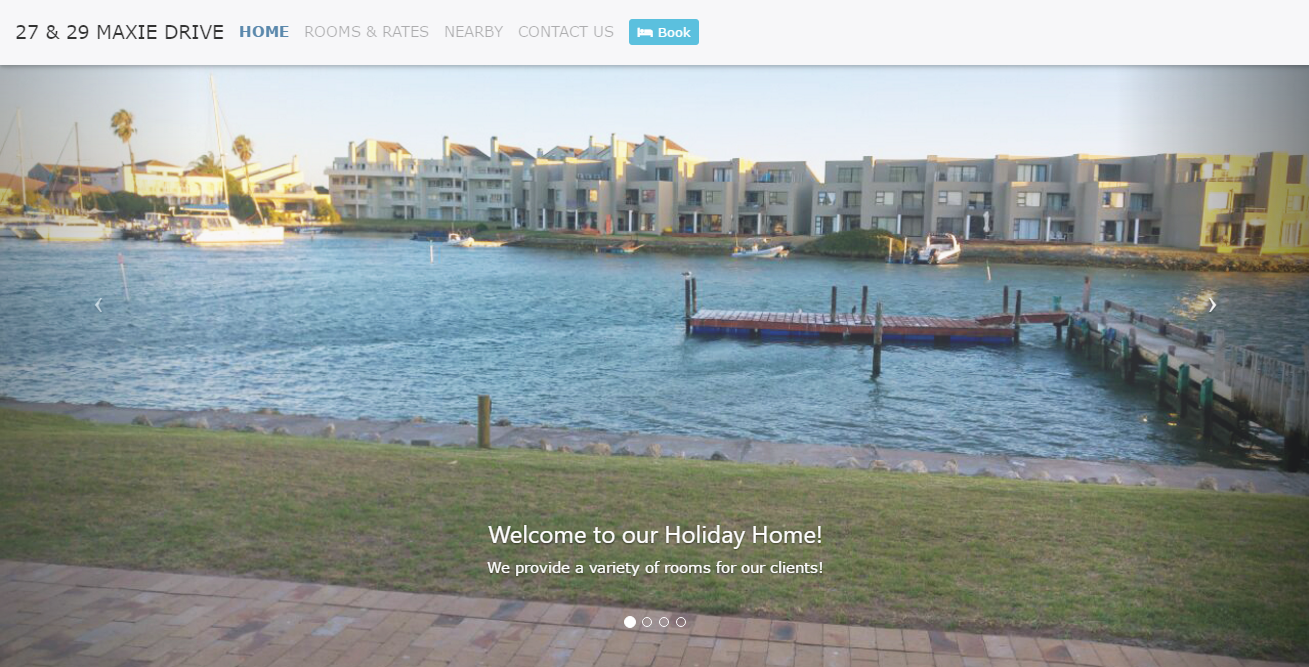 27 & 29 MAXIE DRIVE HOME ROOMS & RATES NEARBY CONTACT US Book
Welcome to our Holiday Home!
We provide a variety of rooms for our clients!